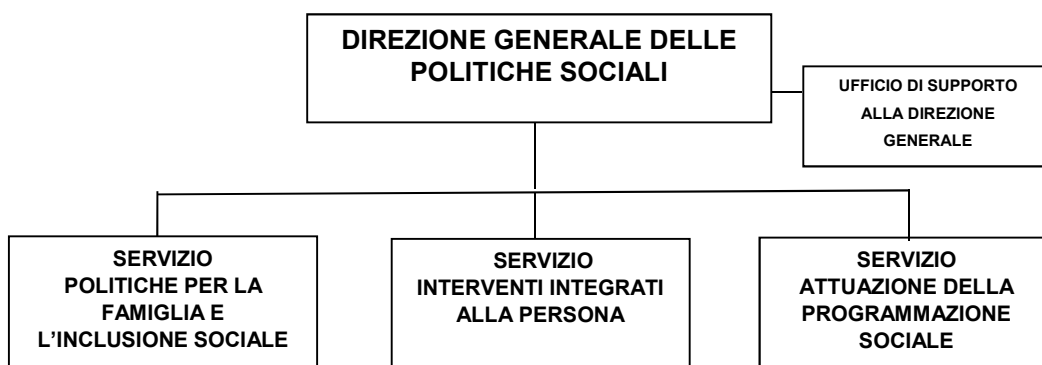 DIREZIONE GENERALE DELLE
POLITICHE SOCIALI
UFFICIO DI SUPPORTO
ALLA DIREZIONE
GENERALE
SERVIZIO
POLITICHE PER LA
FAMIGLIA E
L'INCLUSIONE SOCIALE
SERVIZIO
INTERVENTI INTEGRATI
ALLA PERSONA
SERVIZIO
ATTUAZIONE DELLA
PROGRAMMAZIONE
SOCIALE